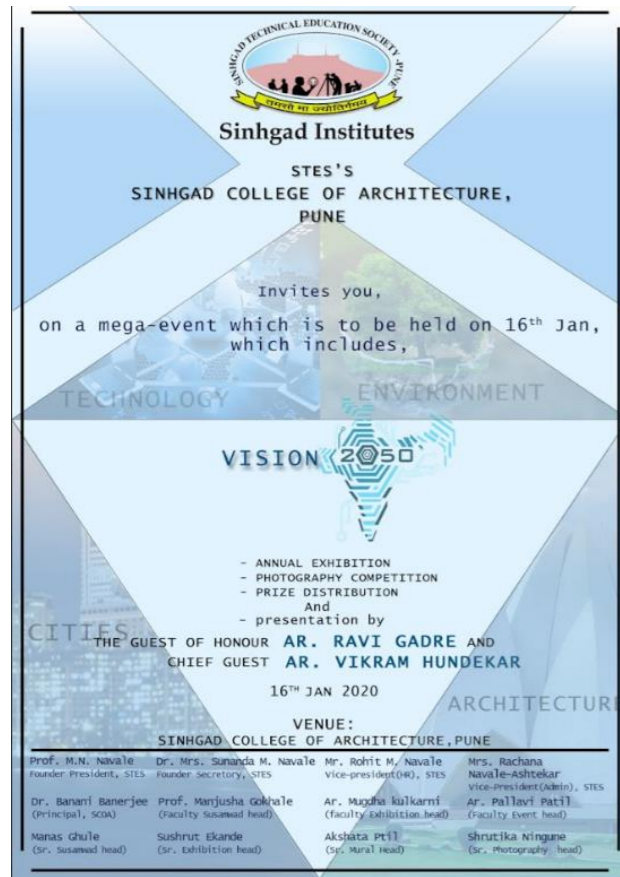 SINHGAD TECHNICAL EDUCATION SOCIETY - PUNE
तमसो मा ज्योतिर्गमय
Sinhgad Institutes
STES'S
SINHGAD COLLEGE OF ARCHITECTURE,
PUNE
Invites you,
on a mega-event which is to be held on 16th Jan,
which includes,
TECHNOLOGY
ENVIRONMENT
VISION 2050
- ANNUAL EXHIBITION
- PHOTOGRAPHY COMPETITION
- PRIZE DISTRIBUTION
And
- presentation by
CITIES
THE GUEST OF HONOUR AR. RAVI GADRE AND
CHIEF GUEST AR. VIKRAM HUNDEKAR
16TH JAN 2020
ARCHITECTURE
VENUE:
SINHGAD COLLEGE OF ARCHITECTURE,PUNE
Prof. M.N. Navale
Founder President, STES
Dr. Mrs. Sunanda M. Navale
Founder Secretary, STES
Mr. Rohit M. Navale
Vice-president(HR), STES
Mrs. Rachana
Navale-Ashtekar
Vice-President(Admin), STES
Dr. Banani Banerjee
(Principal, SCOA)
Prof. Manjusha Gokhale
(Faculty Susamwad head)
Ar. Mugdha kulkarni
(faculty Exhibition head)
Ar. Pallavi Patil
(Faculty Event head)
Manas Ghule
(Sr. Susamwad head)
Sushrut Ekande
(Sr. Exhibition head)
Akshata Ptil
(Sr. Mural Head)
Shrutika Ningune
(Sr. Photography head)